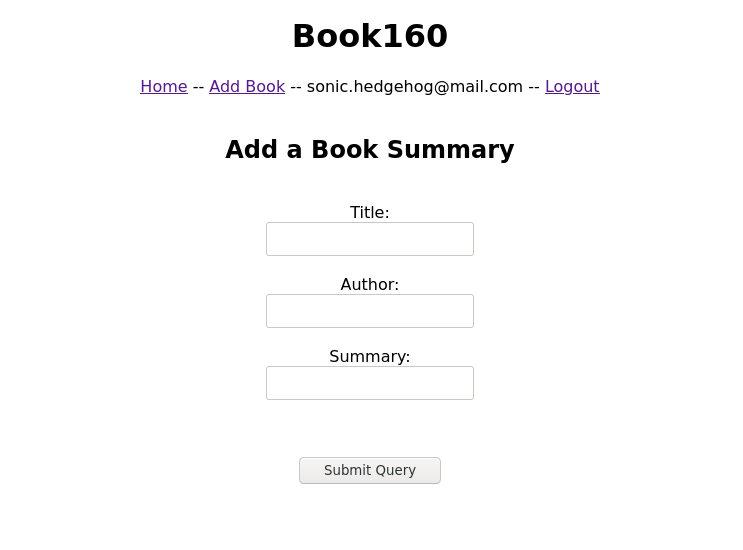 Book160
Home -- Add Book -- sonic.hedgehog@mail.com -- Logout
Add a Book Summary
Title:
Author:
Summary:
Submit Query